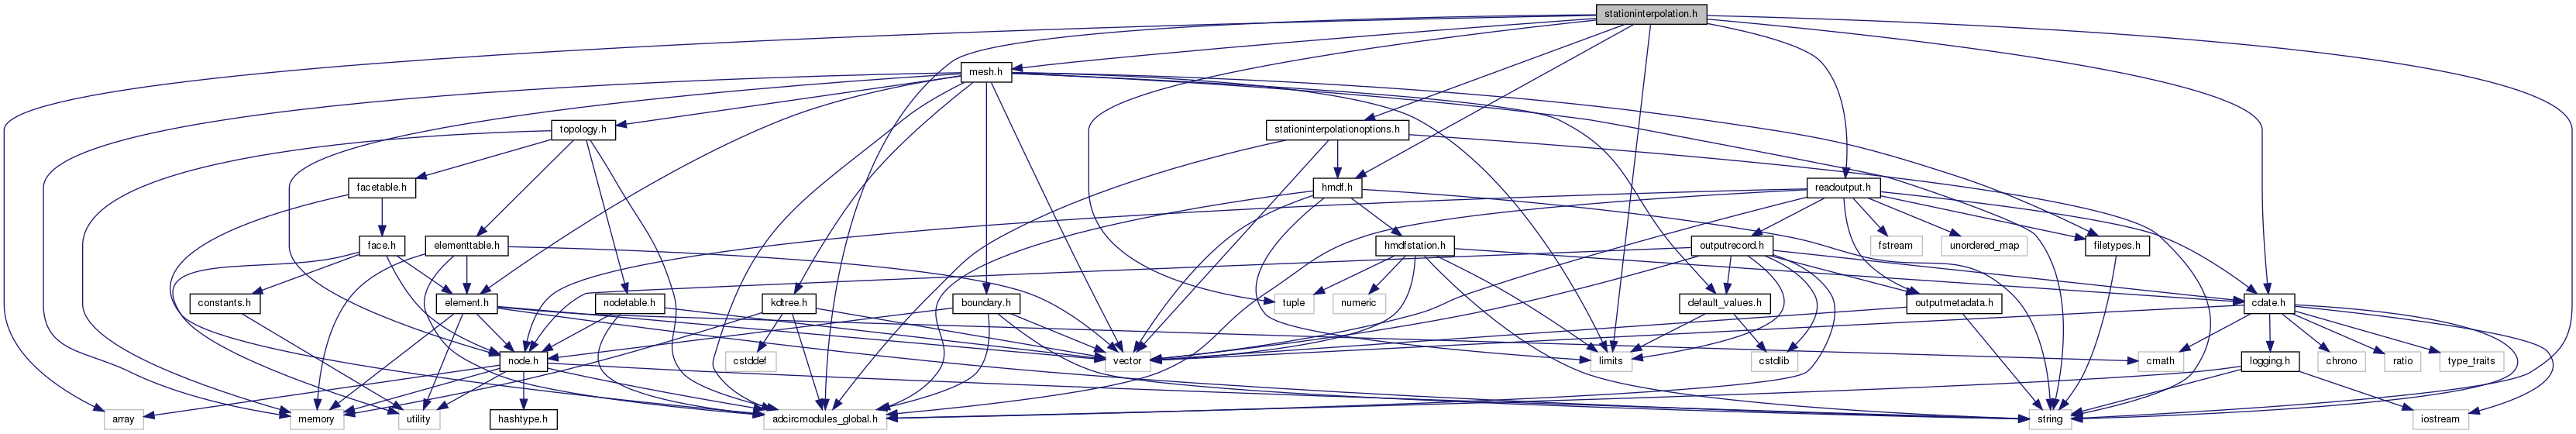 stationinterpolation.h
mesh.h
topology.h
stationinterpolationoptions.h
facetable.h
hmdf.h
readoutput.h
face.h
elementtable.h
hmdfstation.h
outputrecord.h
fstream
unordered_map
filetypes.h
constants.h
element.h
nodetable.h
kdtree.h
boundary.h
tuple
numeric
default_values.h
outputmetadata.h
cdate.h
node.h
cstddef
vector
limits
cstdlib
cmath
logging.h
chrono
ratio
type_traits
array
memory
utility
hashtype.h
adcircmodules_global.h
string
iostream